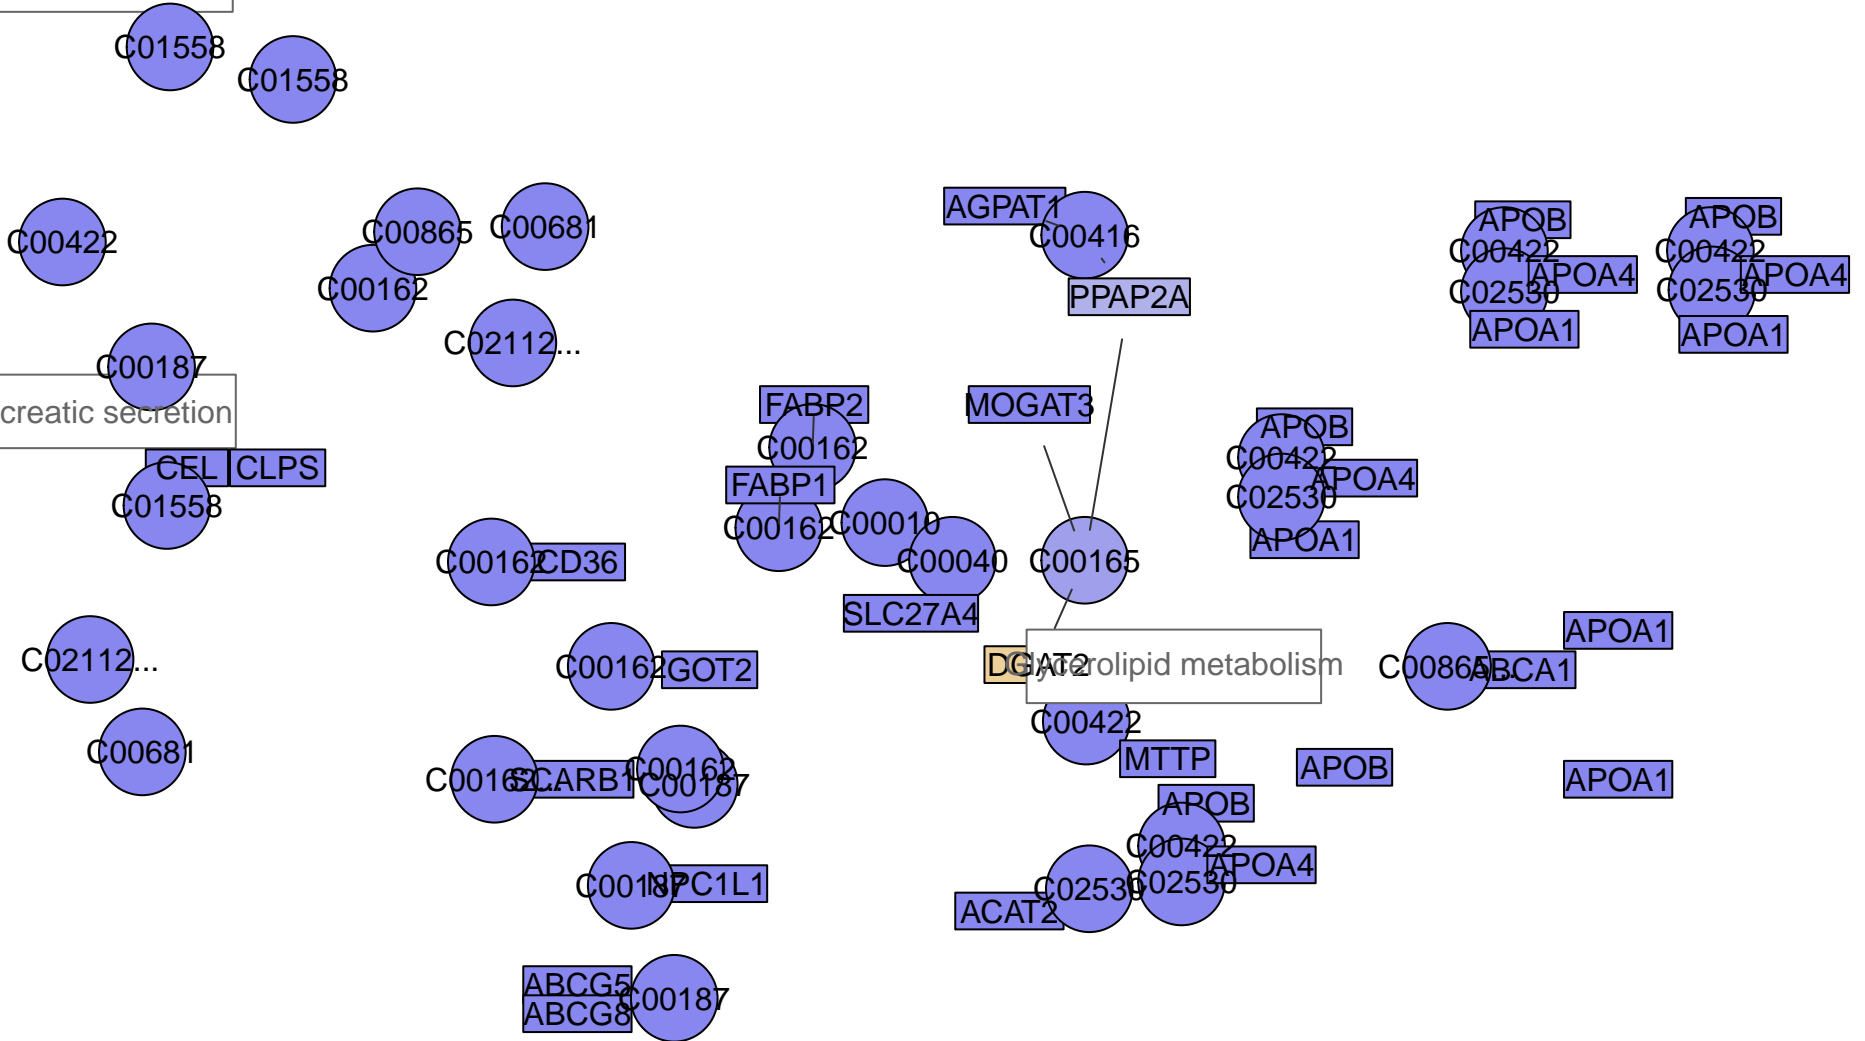 C01558
C01558
C00422
C00865
C00681
C00162
C02112...
C00187
creatic secretion
CEL
CLPS
C01558
C02112...
C00681
AGPAT1
C00416
PPAP2A
APOB
C00422
APOA4
C02530
APOA1
APOB
C00422
APOA4
C02530
APOA1
FABP2
C00162
FABP1
C00162
C00010
C00040
SLC27A4
MOGAT3
C00165
APOB
C00422
APOA4
C02530
APOA1
C00162
CD36
C00162
GOT2
DGAT2
Glycerolipid metabolism
C00422
MTTP
APOB
C00865...
ABCA1
APOA1
APOA1
C00162...
SCARB1
C00162
C00187
C00187
NPC1L1
APOB
C00422
APOA4
C02530
C02530
ACAT2
ABCG5
ABCG8
C00187